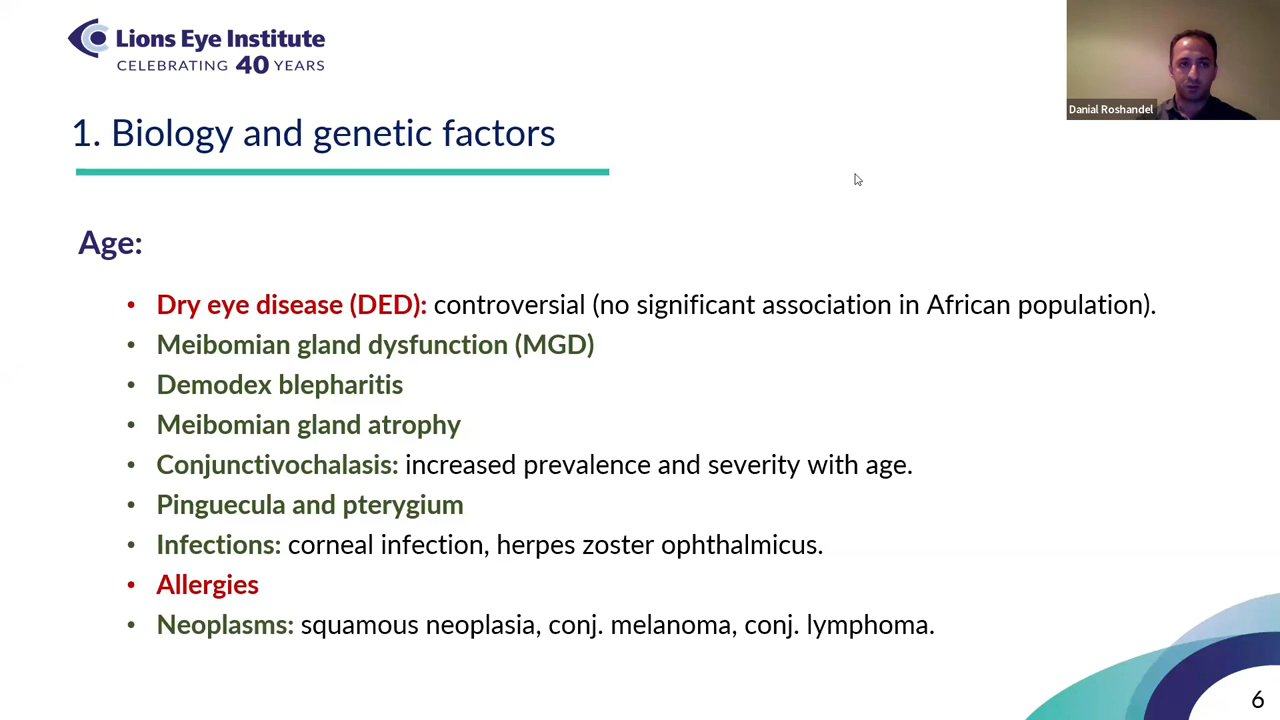 Lions Eye Institute
CELEBRATING 40 YEARS
Danial Roshandel
1. Biology and genetic factors
Age:
• Dry eye disease (DED): controversial (no significant association in African population).
• Meibomian gland dysfunction (MGD)
• Demodex blepharitis
• Meibomian gland atrophy
• Conjunctivochalasis: increased prevalence and severity with age.
• Pinguecula and pterygium
• Infections: corneal infection, herpes zoster ophthalmicus.
• Allergies
• Neoplasms: squamous neoplasia, conj. melanoma, conj. lymphoma.
6